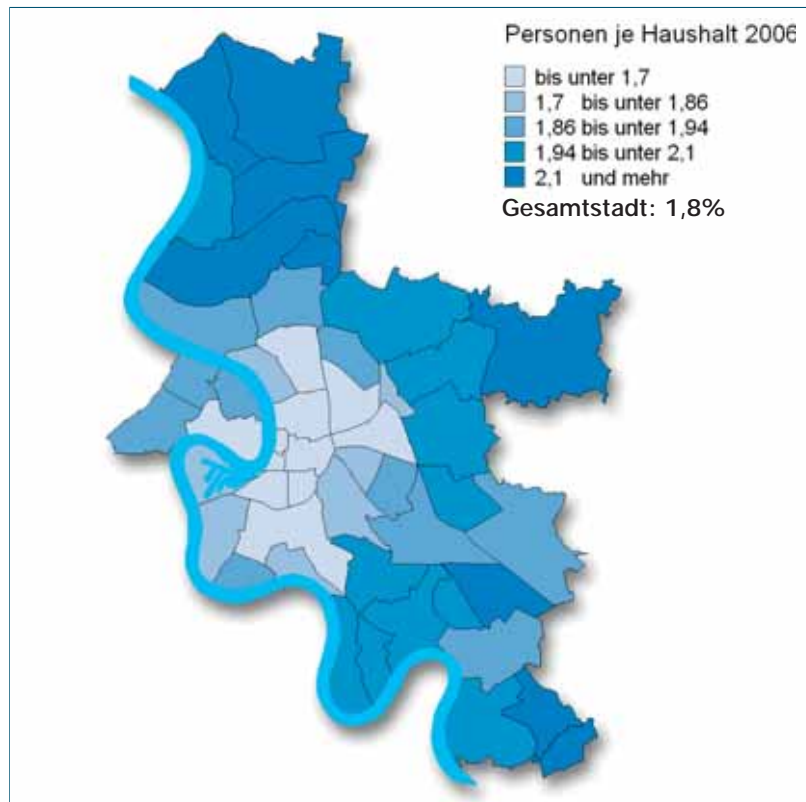 Personen je Haushalt 2006
bis unter 1,7
1,7 bis unter 1,86
1,86 bis unter 1,94
1,94 bis unter 2,1
2,1 und mehr
Gesamtstadt: 1,8%